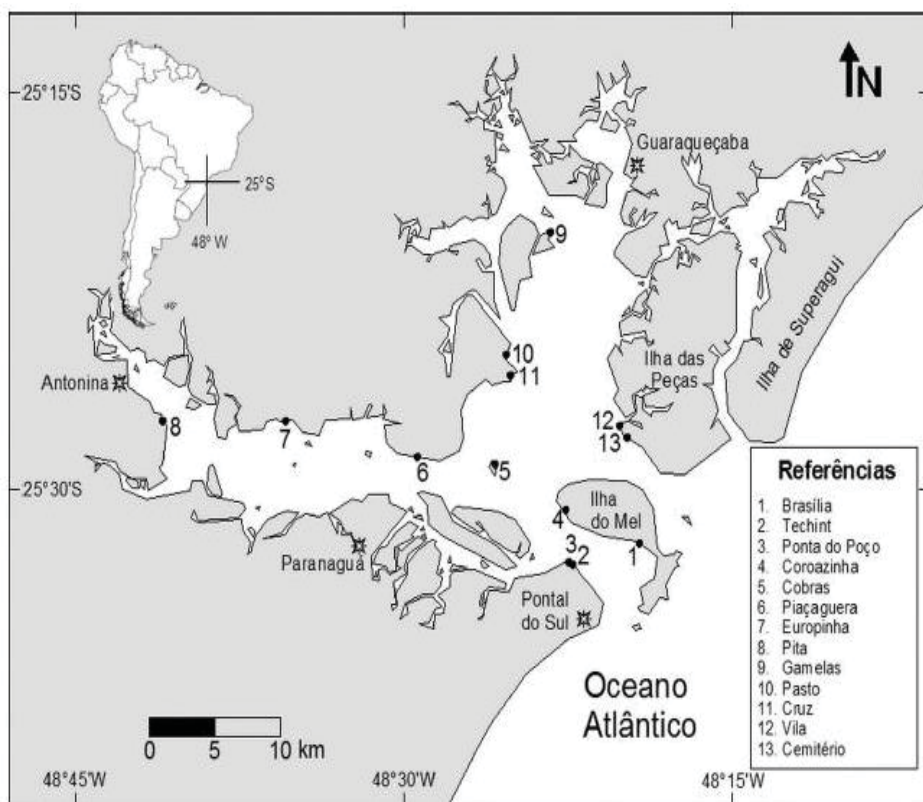 25°15'S
N
Guaraqueçaba
25°S
48° W
9
Ilha de Superagui
10
11
Ilha das
Peças
Antonina
12
13
8
7
6
5
25°30'S
Ilha
do Mel
4
1
3
2
Paranaguá
Pontal
do Sul
Oceano
Atlântico
0 5 10 km
48°45'W
48°30'W
48°15'W
Referências
1. Brasília
2. Techint
3. Ponta do Poço
4. Coroazinha
5. Cobras
6. Piaçaguera
7. Europinha
8. Pita
9. Gamelas
10. Pasto
11. Cruz
12. Vila
13. Cemitério